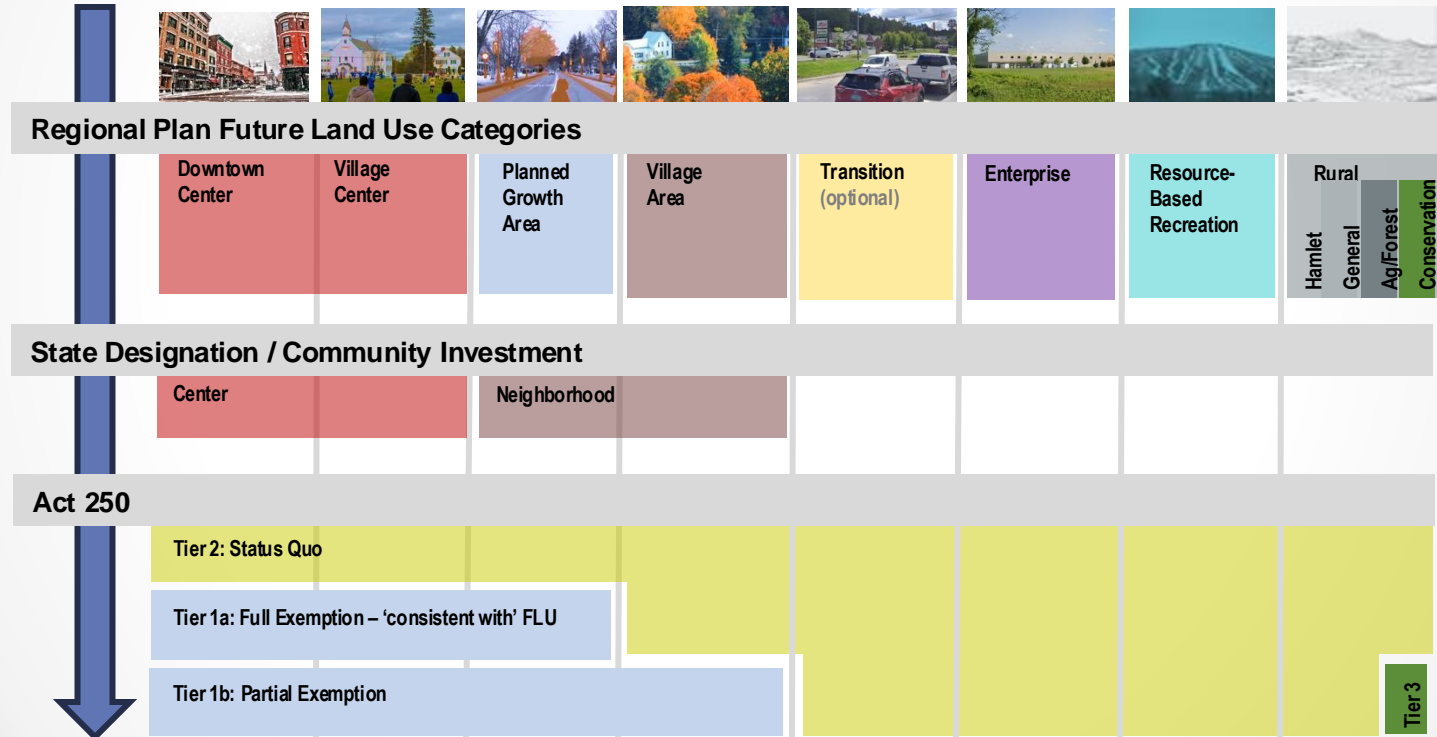 Regional Plan Future Land Use Categories
Downtown
Center
Village
Center
Planned
Growth
Area
Village
Area
Transition
(optional)
Enterprise
Resource-
Based
Recreation
Rural
Hamlet
General
Ag/Forest
Conservation
State Designation / Community Investment
Center
Neighborhood
Act 250
Tier 2: Status Quo
Tier 1a: Full Exemption – ‘consistent with’ FLU
Tier 1b: Partial Exemption
Tier 3